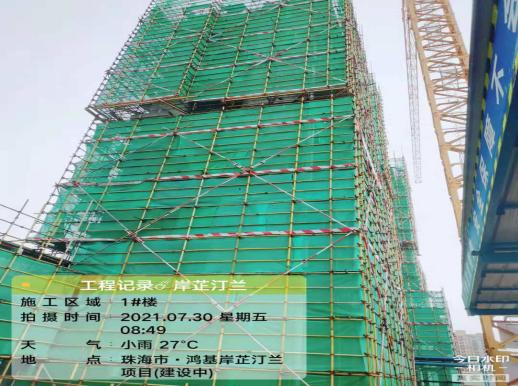 工程记录 岸芷汀兰
施工区域：1#楼
拍摄时间：2021.07.30 星期五
08:49
天气：小雨 27℃
地点：珠海市·鸿基岸芷汀兰
项目(建设中)
今日水印
相机